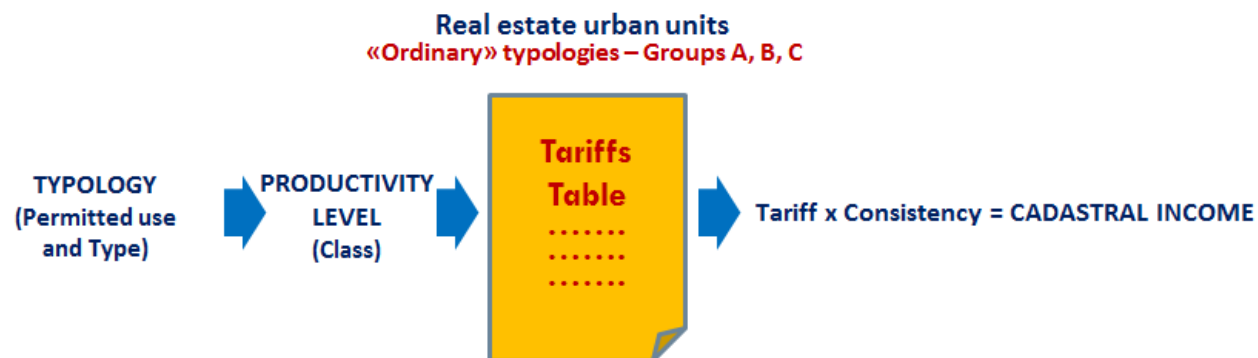 Real estate urban units
«Ordinary» typologies – Groups A, B, C
TYPOLOGY
(Permitted use
and Type)
PRODUCTIVITY
LEVEL
(Class)
Tariffs
Table
.......
.......
.......
Tariff x Consistency = CADASTRAL INCOME